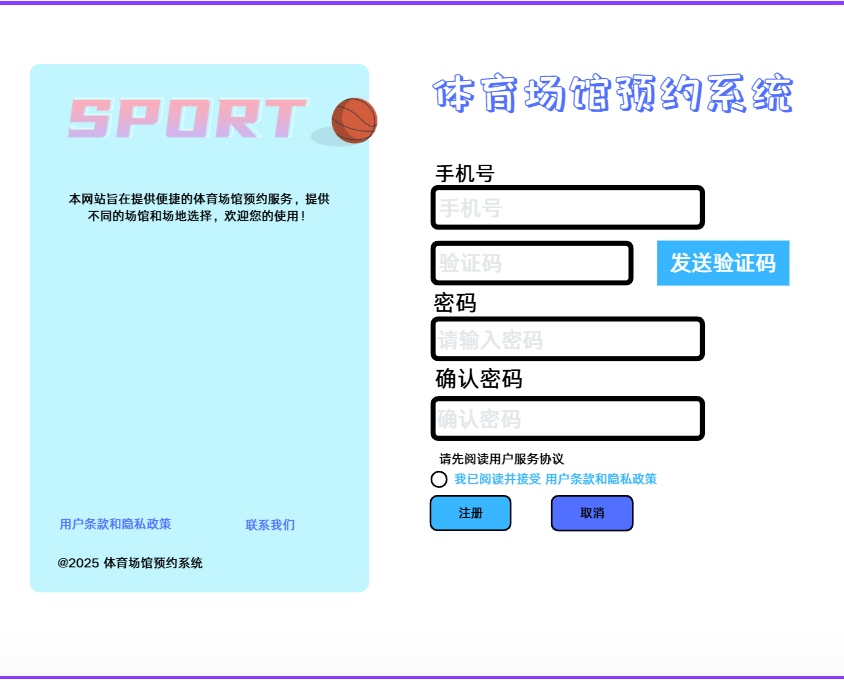 SPORT
本网站旨在提供便捷的体育场馆预约服务，提供
不同的场馆和场地选择，欢迎您的使用！
用户条款和隐私政策
联系我们
@2025 体育场馆预约系统
体育场馆预约系统
手机号
手机号
验证码
发送验证码
密码
请输入密码
确认密码
确认密码
请先阅读用户服务协议
我已阅读并接受 用户条款和隐私政策
注册
取消